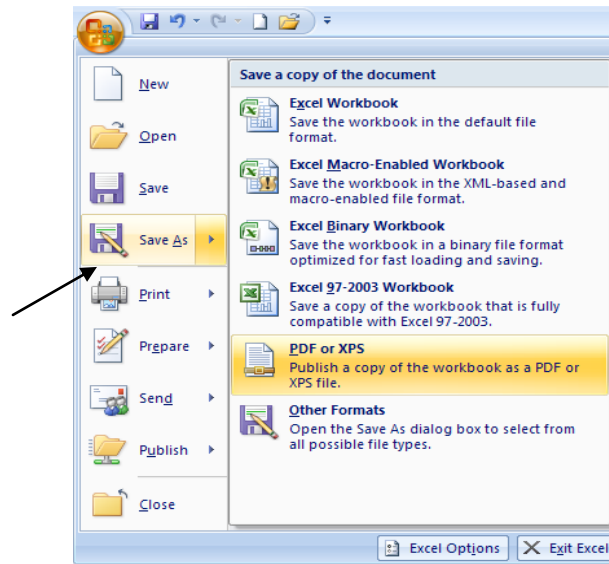 New
Open
Save
Save As
Print
Prepare
Send
Publish
Close
Save a copy of the document
Excel Workbook
Save the workbook in the default file
format.
Excel Macro-Enabled Workbook
Save the workbook in the XML-based and
macro-enabled file format.
Excel Binary Workbook
Save the workbook in a binary file format
optimized for fast loading and saving.
Excel 97-2003 Workbook
Save a copy of the workbook that is fully
compatible with Excel 97-2003.
PDF or XPS
Publish a copy of the workbook as a PDF or
XPS file.
Other Formats
Open the Save As dialog box to select from
all possible file types.
Excel Options
Exit Excel